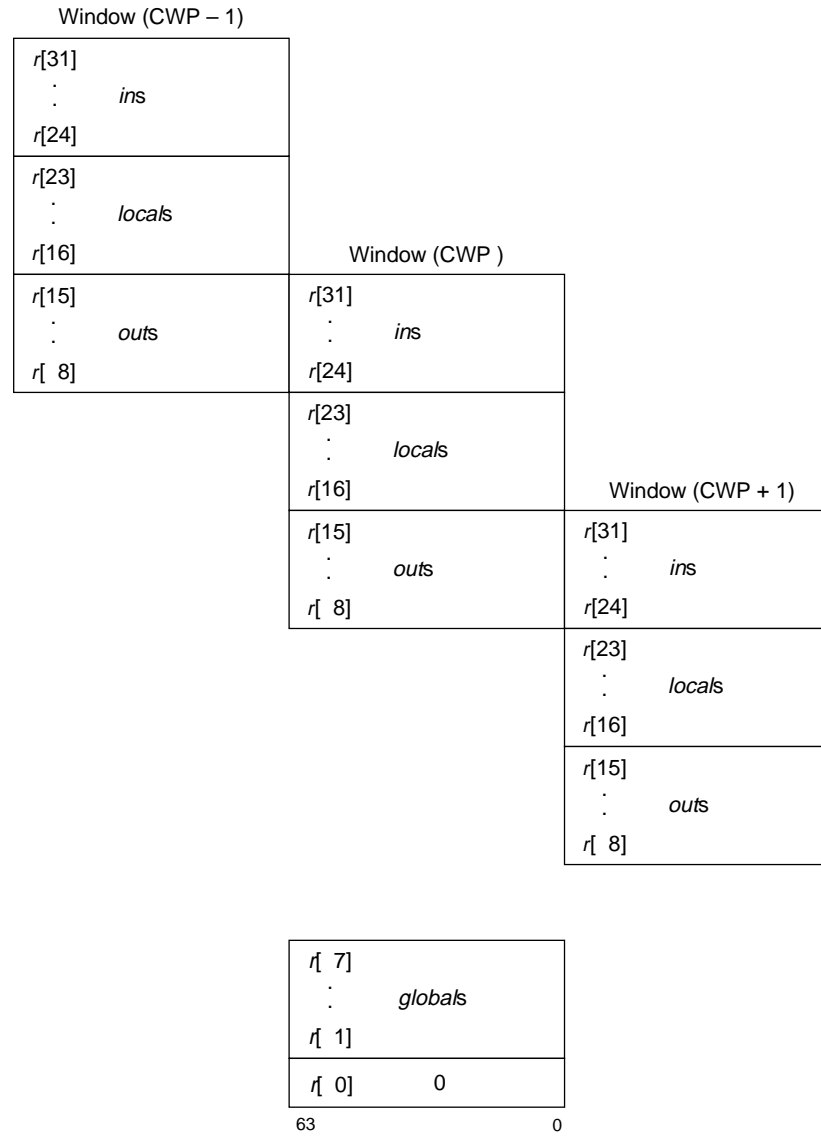 Window (CWP – 1)
r[31]
.
. ins
r[24]
r[23]
.
. locals
r[16]
r[15]
.
. outs
r[ 8]
Window (CWP )
r[31]
.
. ins
r[24]
r[23]
.
. locals
r[16]
r[15]
.
. outs
r[ 8]
Window (CWP + 1)
r[31]
.
. ins
r[24]
r[23]
.
. locals
r[16]
r[15]
.
. outs
r[ 8]
r[ 7]
.
. globals
r[ 1]
r[ 0] 0
63 0